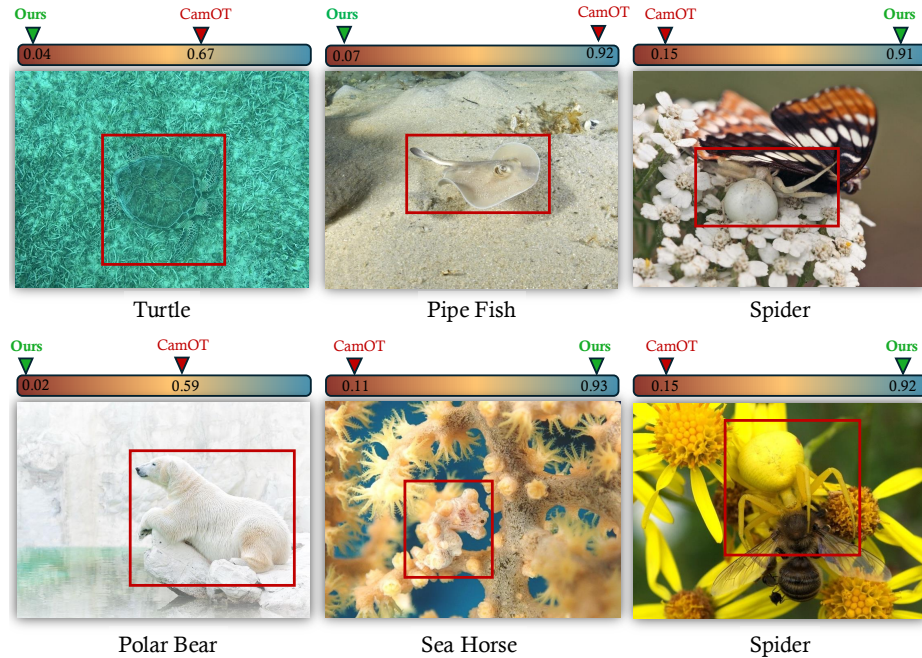 Ours CamOT Ours CamOT CamOT Ours
0.04 0.67 0.07 0.92 0.15 0.91
Turtle Pipe Fish Spider
Ours CamOT CamOT Ours CamOT Ours
0.02 0.59 0.11 0.93 0.15 0.92
Polar Bear Sea Horse Spider